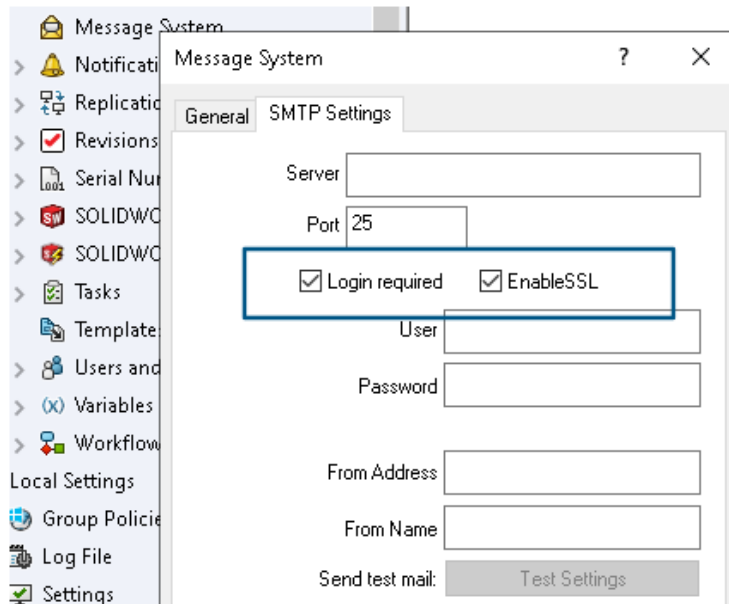 Message System
Notificati
Replicatio
Revisions
Serial Nur
SOLIDWC
SOLIDWC
Tasks
Template
Users and
(x) Variables
Workflow
Local Settings
Group Policie
Log File
Settings
Message System ? X
General SMTP Settings
Server
Port 25
Login required EnableSSL
User
Password
From Address
From Name
Send test mail: Test Settings